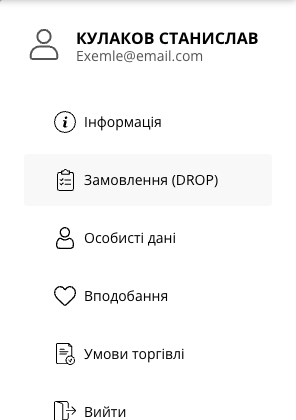 КУЛАКОВ СТАНИСЛАВ
Exemle@email.com
Інформація
Замовлення (DROP)
Особисті дані
Вподобання
Умови торгівлі
Вийти